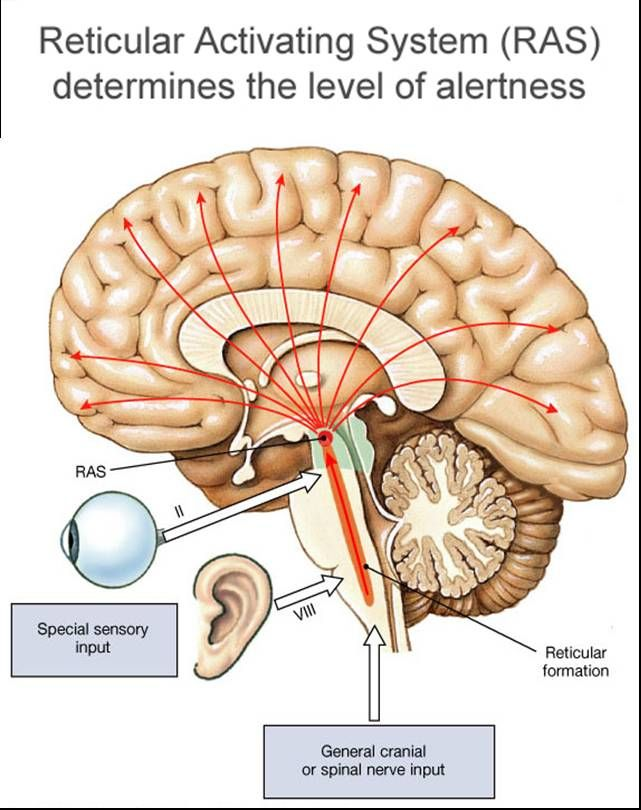 Reticular Activating System (RAS)
determines the level of alertness
RAS
II
VIII
Special sensory
input
Reticular
formation
General cranial
or spinal nerve input